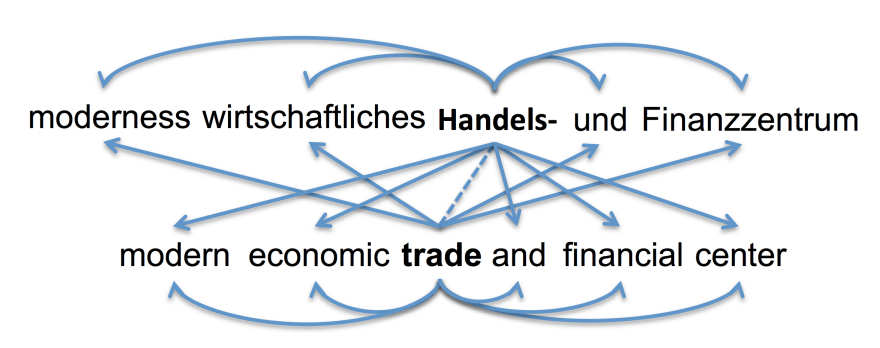 moderness wirtschaftliches Handels- und Finanzzentrum
modern economic trade and financial center